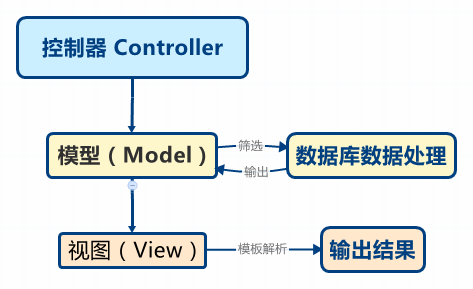 控制器 Controller
筛选
模型（Model）
数据库数据处理
输出
视图（View）
模板解析
输出结果